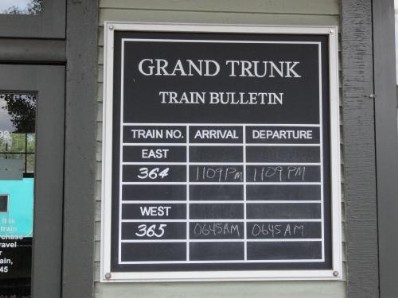 GRAND TRUNK
TRAIN BULLETIN
TRAIN NO. ARRIVAL DEPARTURE
EAST
364 1109 PM 1109 PM
WEST
365 0645 AM 0645 AM